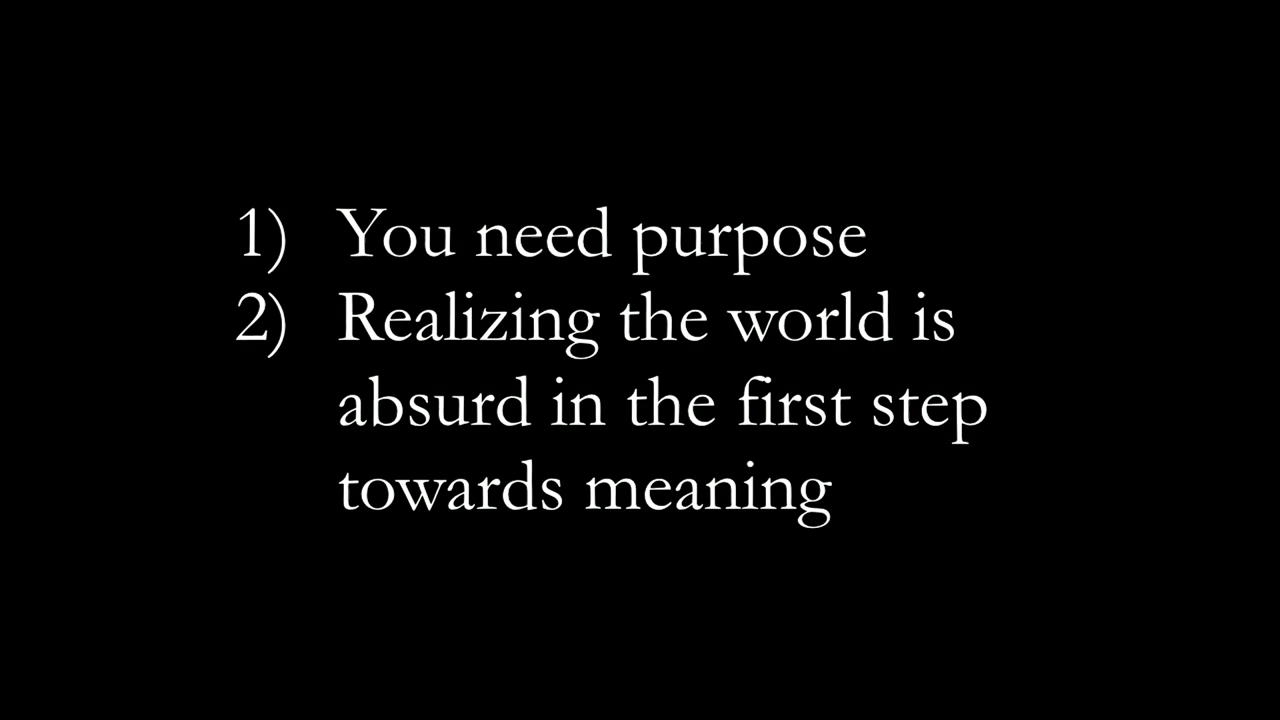 1) You need purpose
2) Realizing the world is
absurd in the first step
towards meaning